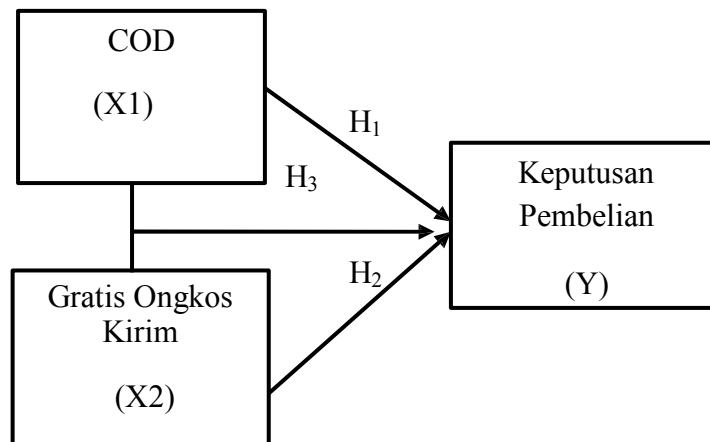 COD
(X1)
H₁
H₃
Keputusan
Pembelian
(Y)
H₂
Gratis Ongkos
Kirim
(X2)